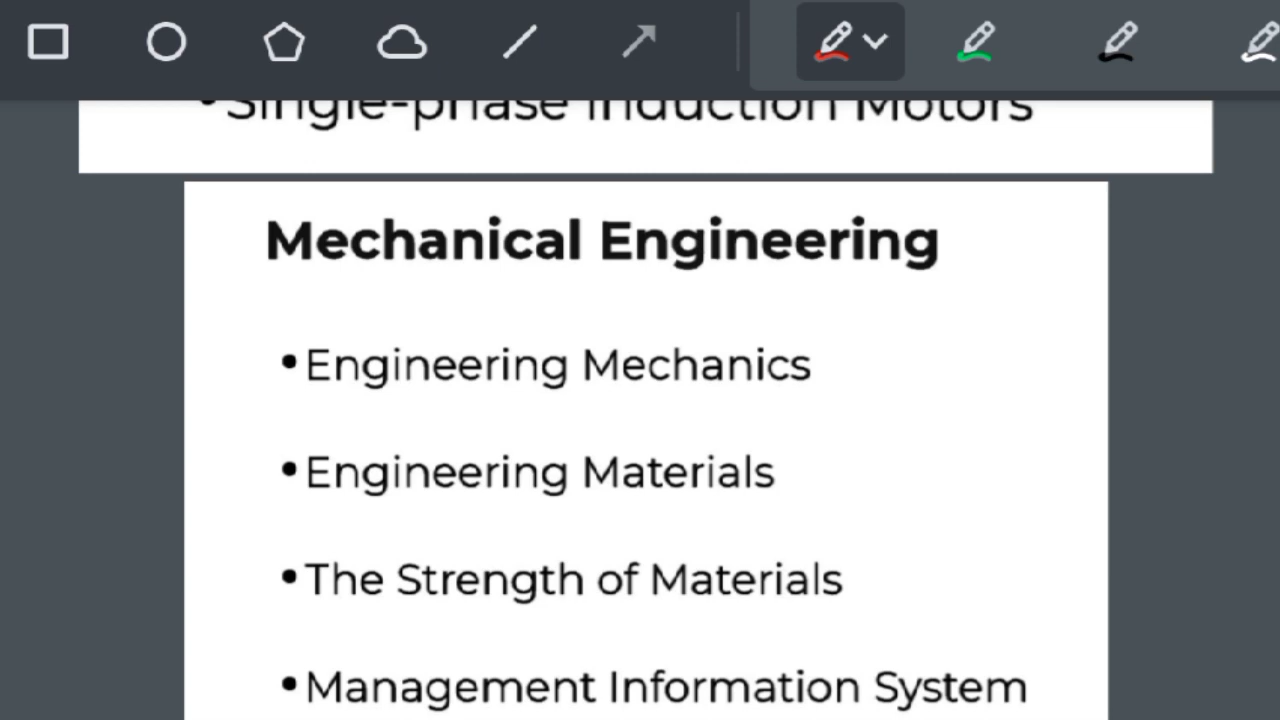 • Single-phase Induction Motors
Mechanical Engineering
• Engineering Mechanics
• Engineering Materials
• The Strength of Materials
• Management Information System